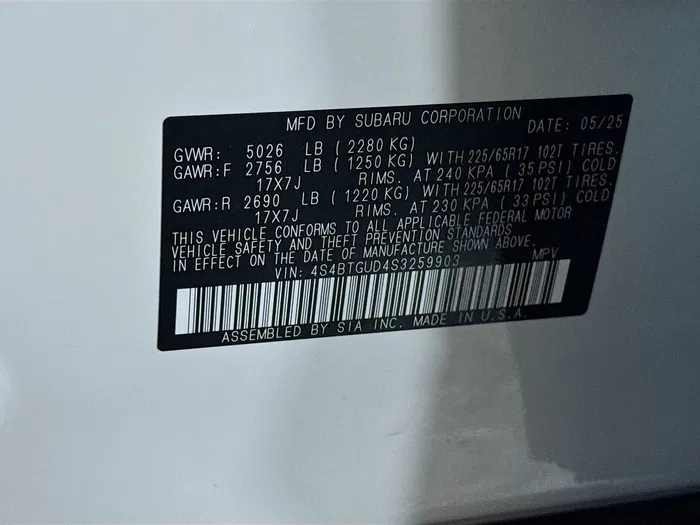 MFD BY SUBARU CORPORATION DATE: 05/25
GVWR: 5026 LB (2280 KG)
GAWR:F 2756 LB (1250 KG) WITH 225/65R17 102T TIRES.
17X7J RIMS. AT 240 KPA (35 PSI) COLD
GAWR:R 2690 LB (1220 KG) WITH 225/65R17 102T TIRES.
17X7J RIMS. AT 230 KPA (33 PSI) COLD
THIS VEHICLE CONFORMS TO ALL APPLICABLE FEDERAL MOTOR
VEHICLE SAFETY AND THEFT PREVENTION STANDARDS
IN EFFECT ON THE DATE OF MANUFACTURE SHOWN ABOVE.
VIN: 4S4BTGUD4S3259903 MPV
ASSEMBLED BY SIA INC. MADE IN U.S.A.